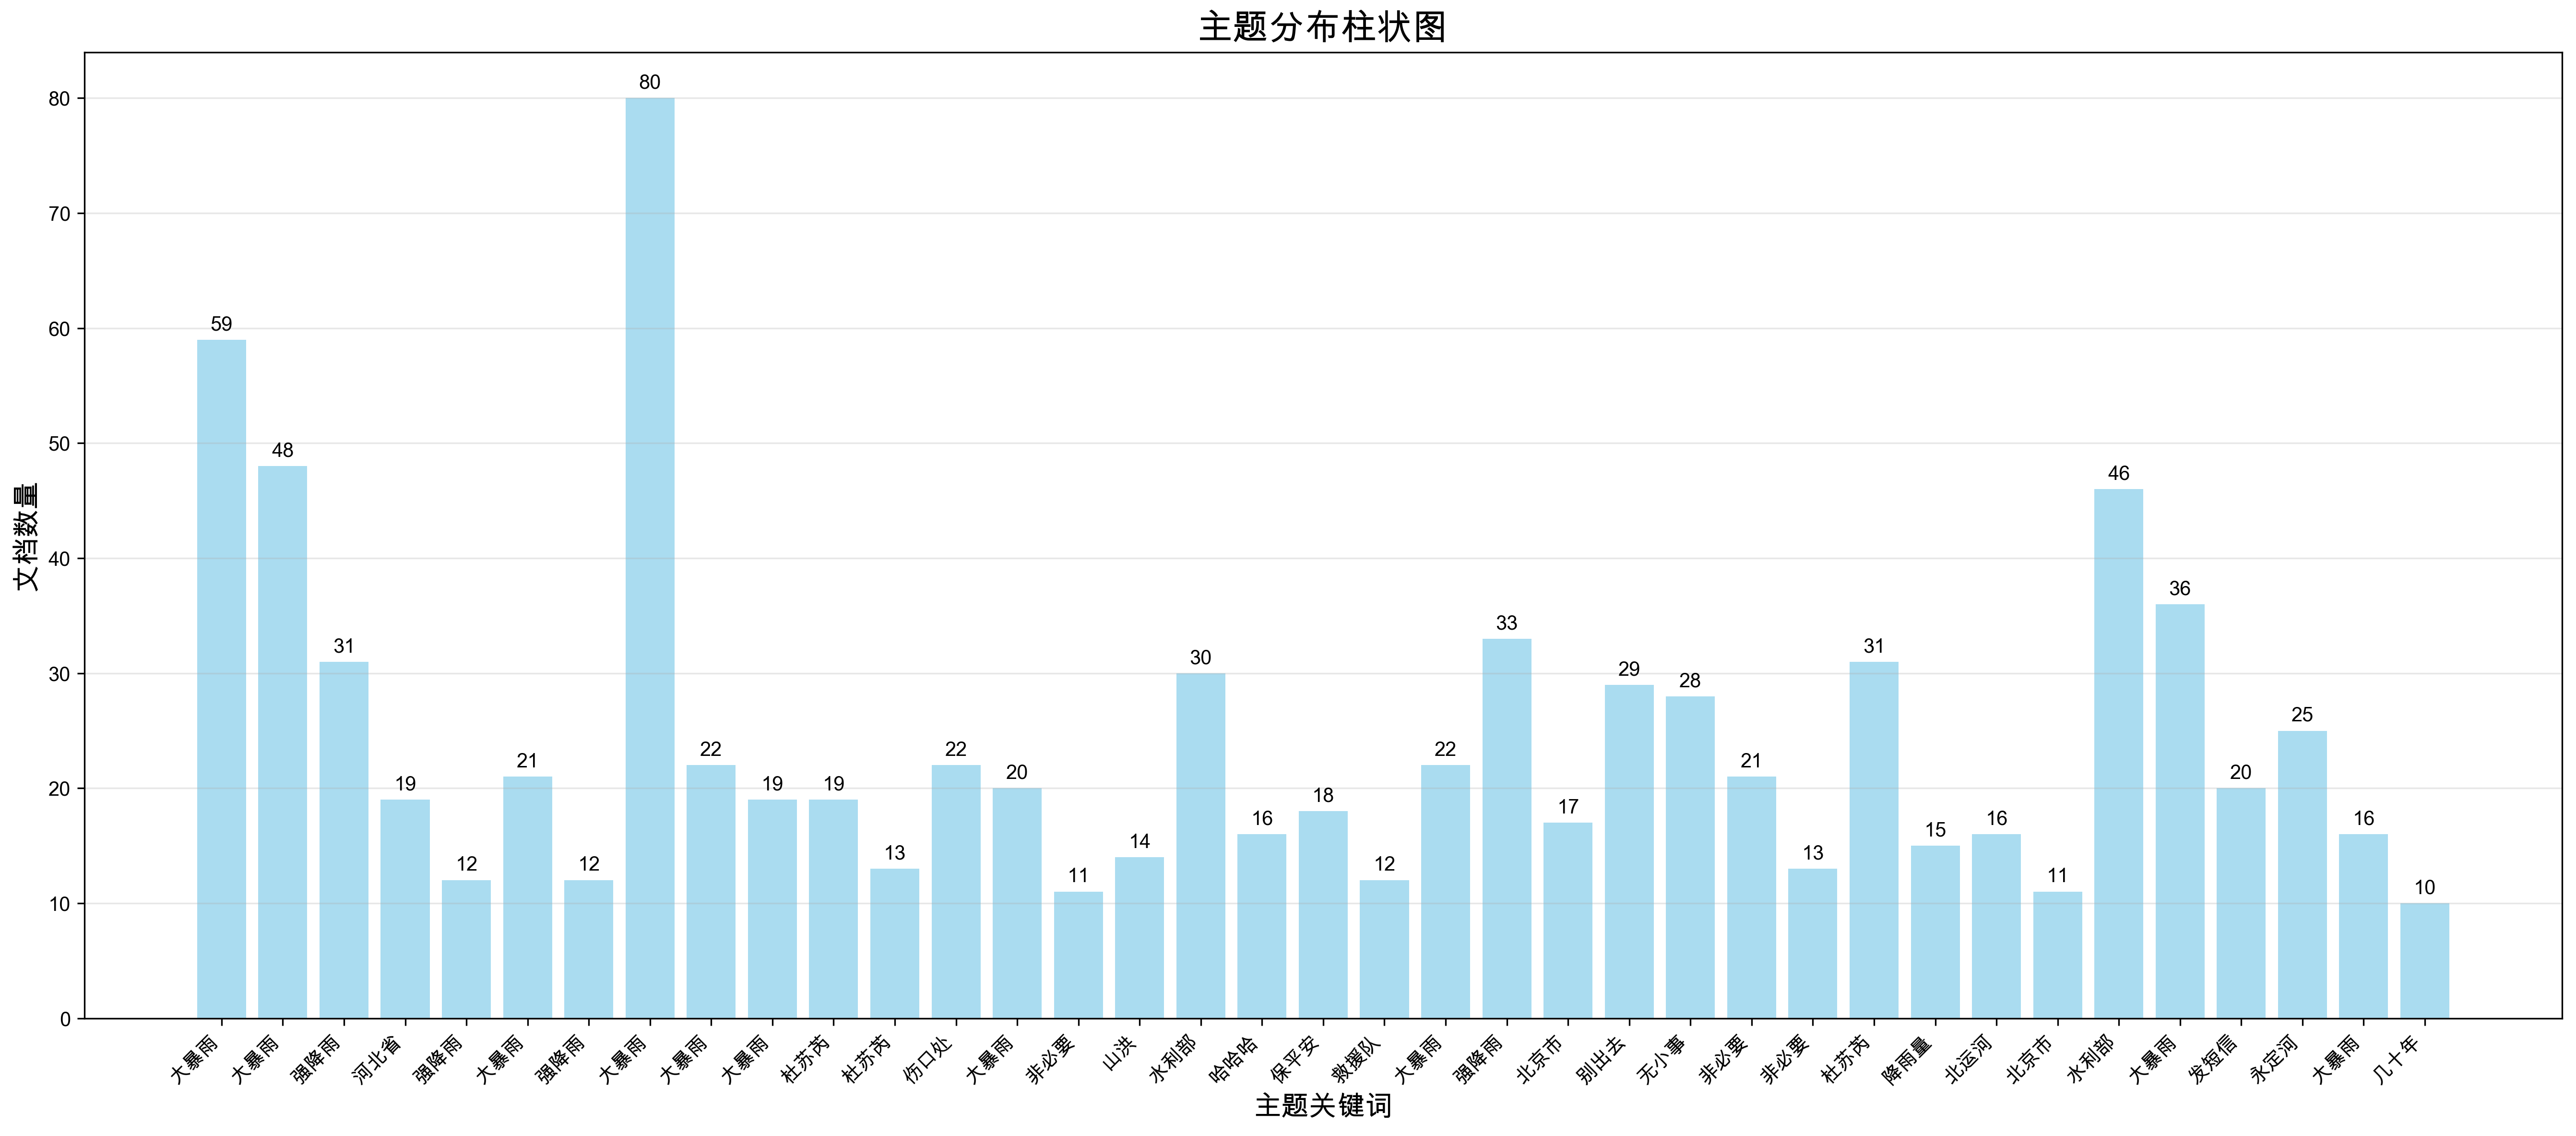 主题分布柱状图
文档数量
80
70
60
50
40
30
20
10
0
59
48
31
19
12
21
12
80
22
19
19
13
22
20
11
14
30
16
18
12
22
33
17
29
28
21
13
31
15
16
11
46
36
20
25
16
10
大暴雨
大暴雨
强降雨
河北省
强降雨
大暴雨
强降雨
大暴雨
大暴雨
大暴雨
杜苏芮
杜苏芮
伤口处
大暴雨
非必要
山洪
水利部
哈哈哈
保平安
救援队
大暴雨
强降雨
北京市
别出去
无小事
非必要
非必要
杜苏芮
降雨量
北运河
北京市
水利部
大暴雨
发短信
永定河
大暴雨
几十年
主题关键词